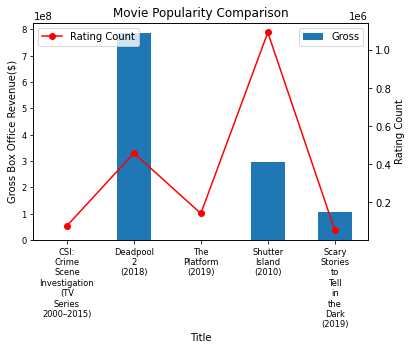 Movie Popularity Comparison
1e8
1e6
Rating Count
Gross
8
7
6
5
4
3
2
1
0
1.0
0.8
0.6
0.4
0.2
Gross Box Office Revenue($)
Rating Count
CSI:
Crime
Scene
Investigation
(TV
Series
2000–2015)
Deadpool
2
(2018)
The
Platform
(2019)
Shutter
Island
(2010)
Scary
Stories
to
Tell
in
the
Dark
(2019)
Title